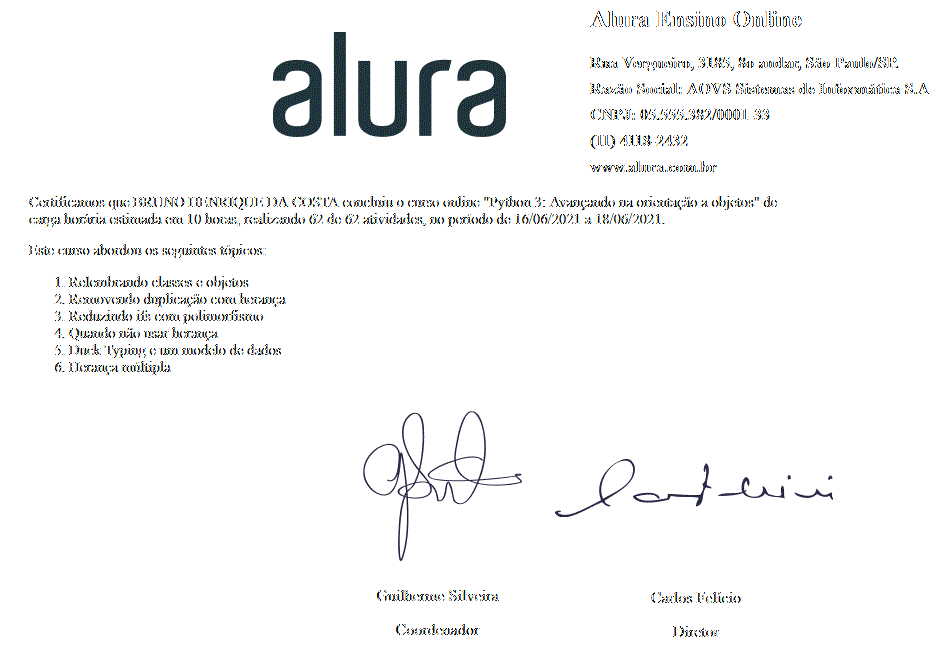 alura
Alura Ensino Online
Rua Vergueiro, 3185, 8o andar, São Paulo/SP.
Razão Social: AOVS Sistemas de Informática S.A
CNPJ: 05.555.382/0001-33
(11) 4118-2432
www.alura.com.br
Certificamos que BRUNO HENRIQUE DA COSTA concluiu o curso online "Python 3: Avançando na orientação a objetos" de
carga horária estimada em 10 horas, realizando 62 de 62 atividades, no período de 16/06/2021 a 18/06/2021.
Este curso abordou os seguintes tópicos:
1. Relembrando classes e objetos
2. Removendo duplicação com herança
3. Reduzindo ifs com polimorfismo
4. Quando não usar herança
5. Duck Typing e um modelo de dados
6. Herança múltipla
Guilherme Silveira
Coordenador
Carlos Felício
Diretor